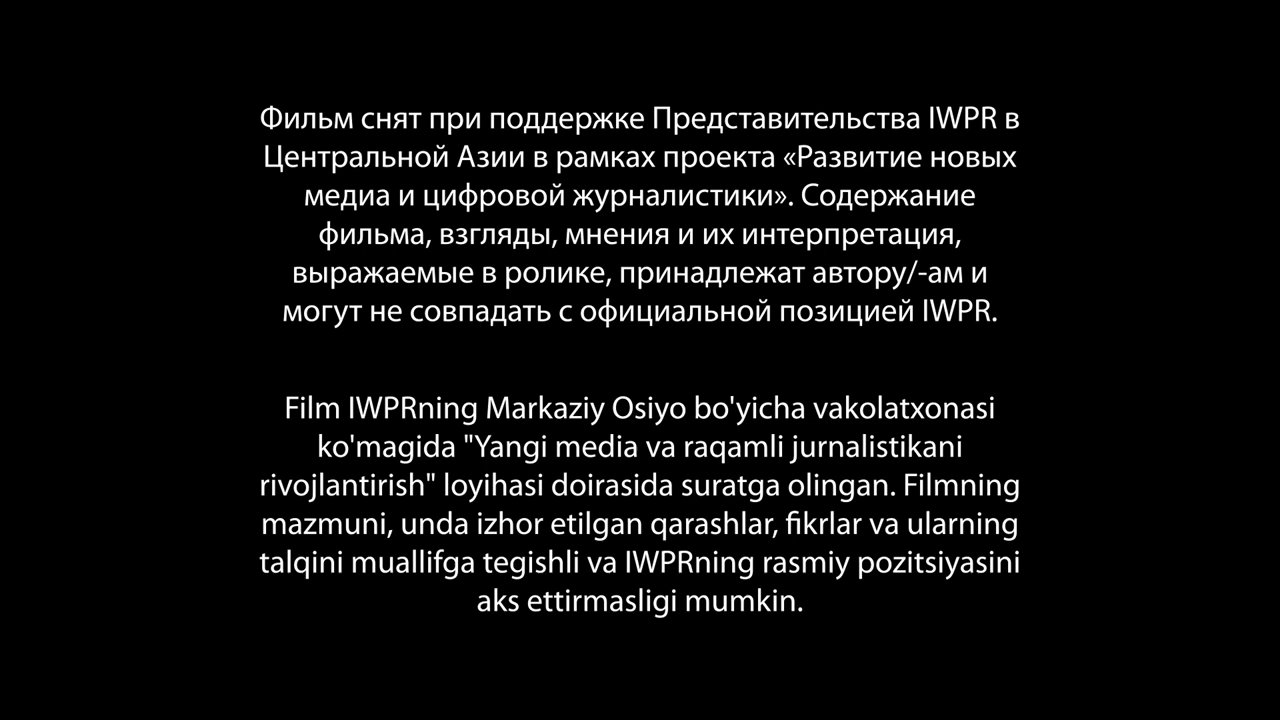 Фильм снят при поддержке Представительства IWPR в
Центральной Азии в рамках проекта «Развитие новых
медиа и цифровой журналистики». Содержание
фильма, взгляды, мнения и их интерпретация,
выражаемые в ролике, принадлежат автору/-ам и
могут не совпадать с официальной позицией IWPR.
Film IWPRning Markaziy Osiyo bo'yicha vakolatxonasi
ko'magida "Yangi media va raqamli jurnalistikani
rivojlantirish" loyihasi doirasida suratga olingan. Filmning
mazmuni, unda izhor etilgan qarashlar, fikrlar va ularning
talqini muallifga tegishli va IWPRning rasmiy pozitsiyasini
aks ettirmasligi mumkin.